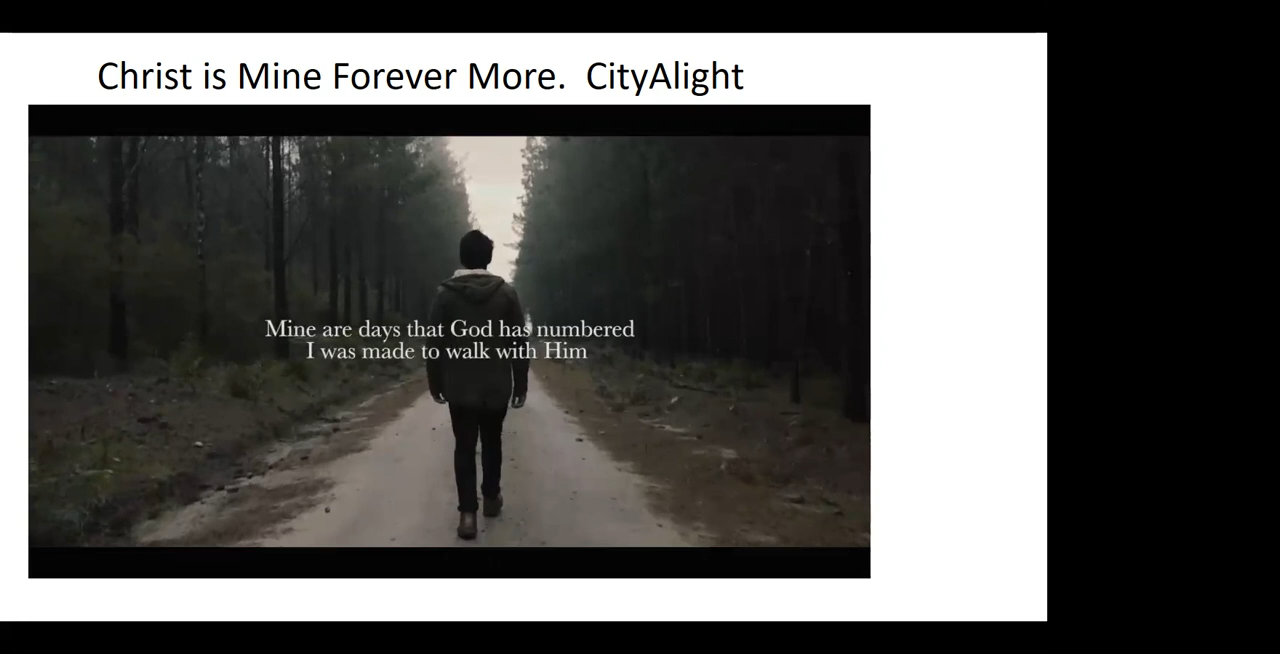 Christ is Mine Forever More.  CityAlight
Mine are days that God has numbered
I was made to walk with Him